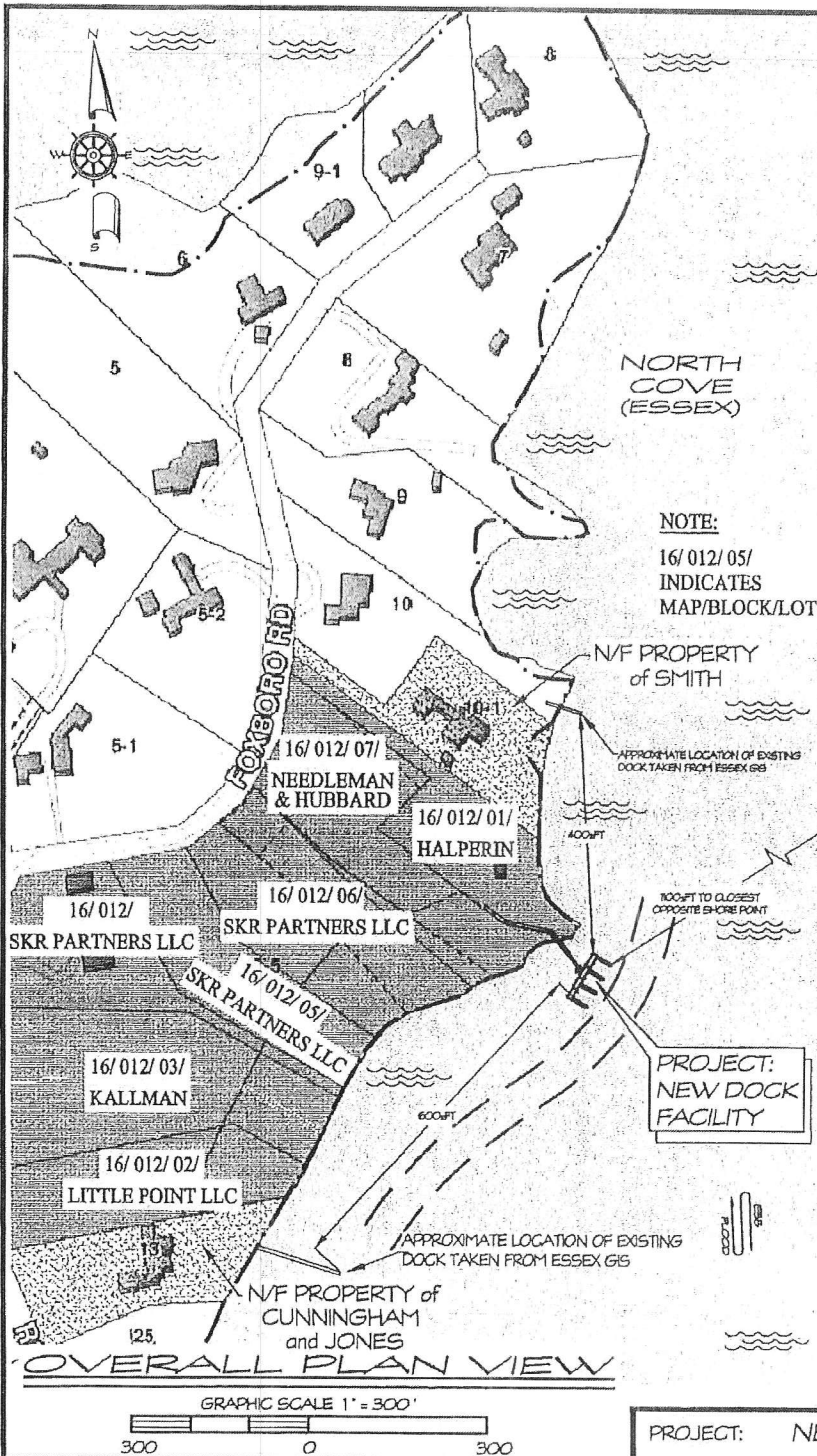 N
W
E
S
8
9-1
6
7
5
8
NORTH
COVE
(ESSEX)
9
NOTE:
16/ 012/ 05/
INDICATES
MAP/BLOCK/LOT
5-2
10
N/F PROPERTY
of SMITH
FOXBORO RD
10-1
5-1
16/ 012/ 07/
NEEDLEMAN
& HUBBARD
APPROXIMATE LOCATION OF EXISTING
DOCK TAKEN FROM ESSEX GIS
16/ 012/ 01/
HALPERIN
400±FT
1100±FT TO CLOSEST
OPPOSITE SHORE POINT
16/ 012/
SKR PARTNERS LLC
16/ 012/ 06/
SKR PARTNERS LLC
16/ 012/ 05/
SKR PARTNERS LLC
16/ 012/ 03/
KALLMAN
PROJECT:
NEW DOCK
FACILITY
600±FT
16/ 012/ 02/
LITTLE POINT LLC
EBB
FLOOD
APPROXIMATE LOCATION OF EXISTING
DOCK TAKEN FROM ESSEX GIS
13
N/F PROPERTY of
CUNNINGHAM
and JONES
25
OVERALL PLAN VIEW
GRAPHIC SCALE 1" = 300'
300 0 300
PROJECT: